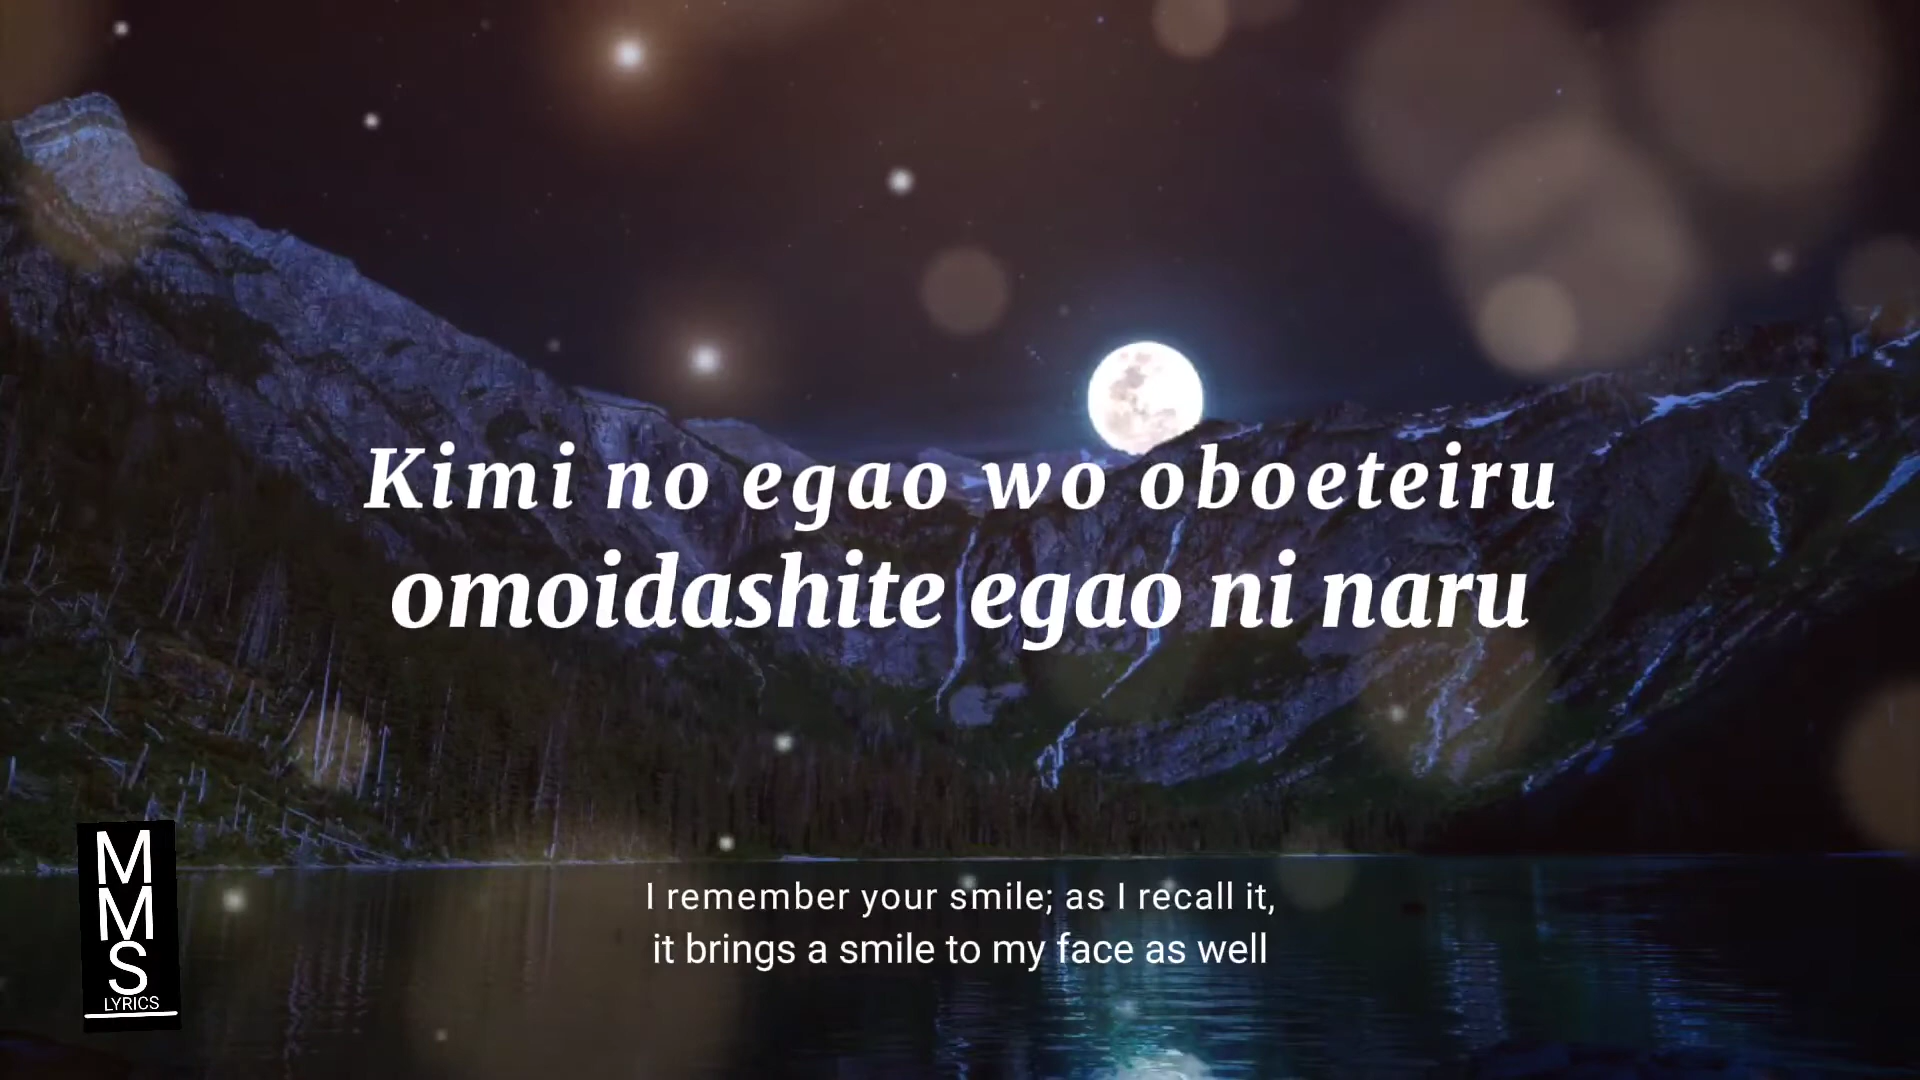 Kimi no egao wo oboeteiru
omoidashite egao ni naru
I remember your smile; as I recall it,
it brings a smile to my face as well
M
M
S
LYRICS